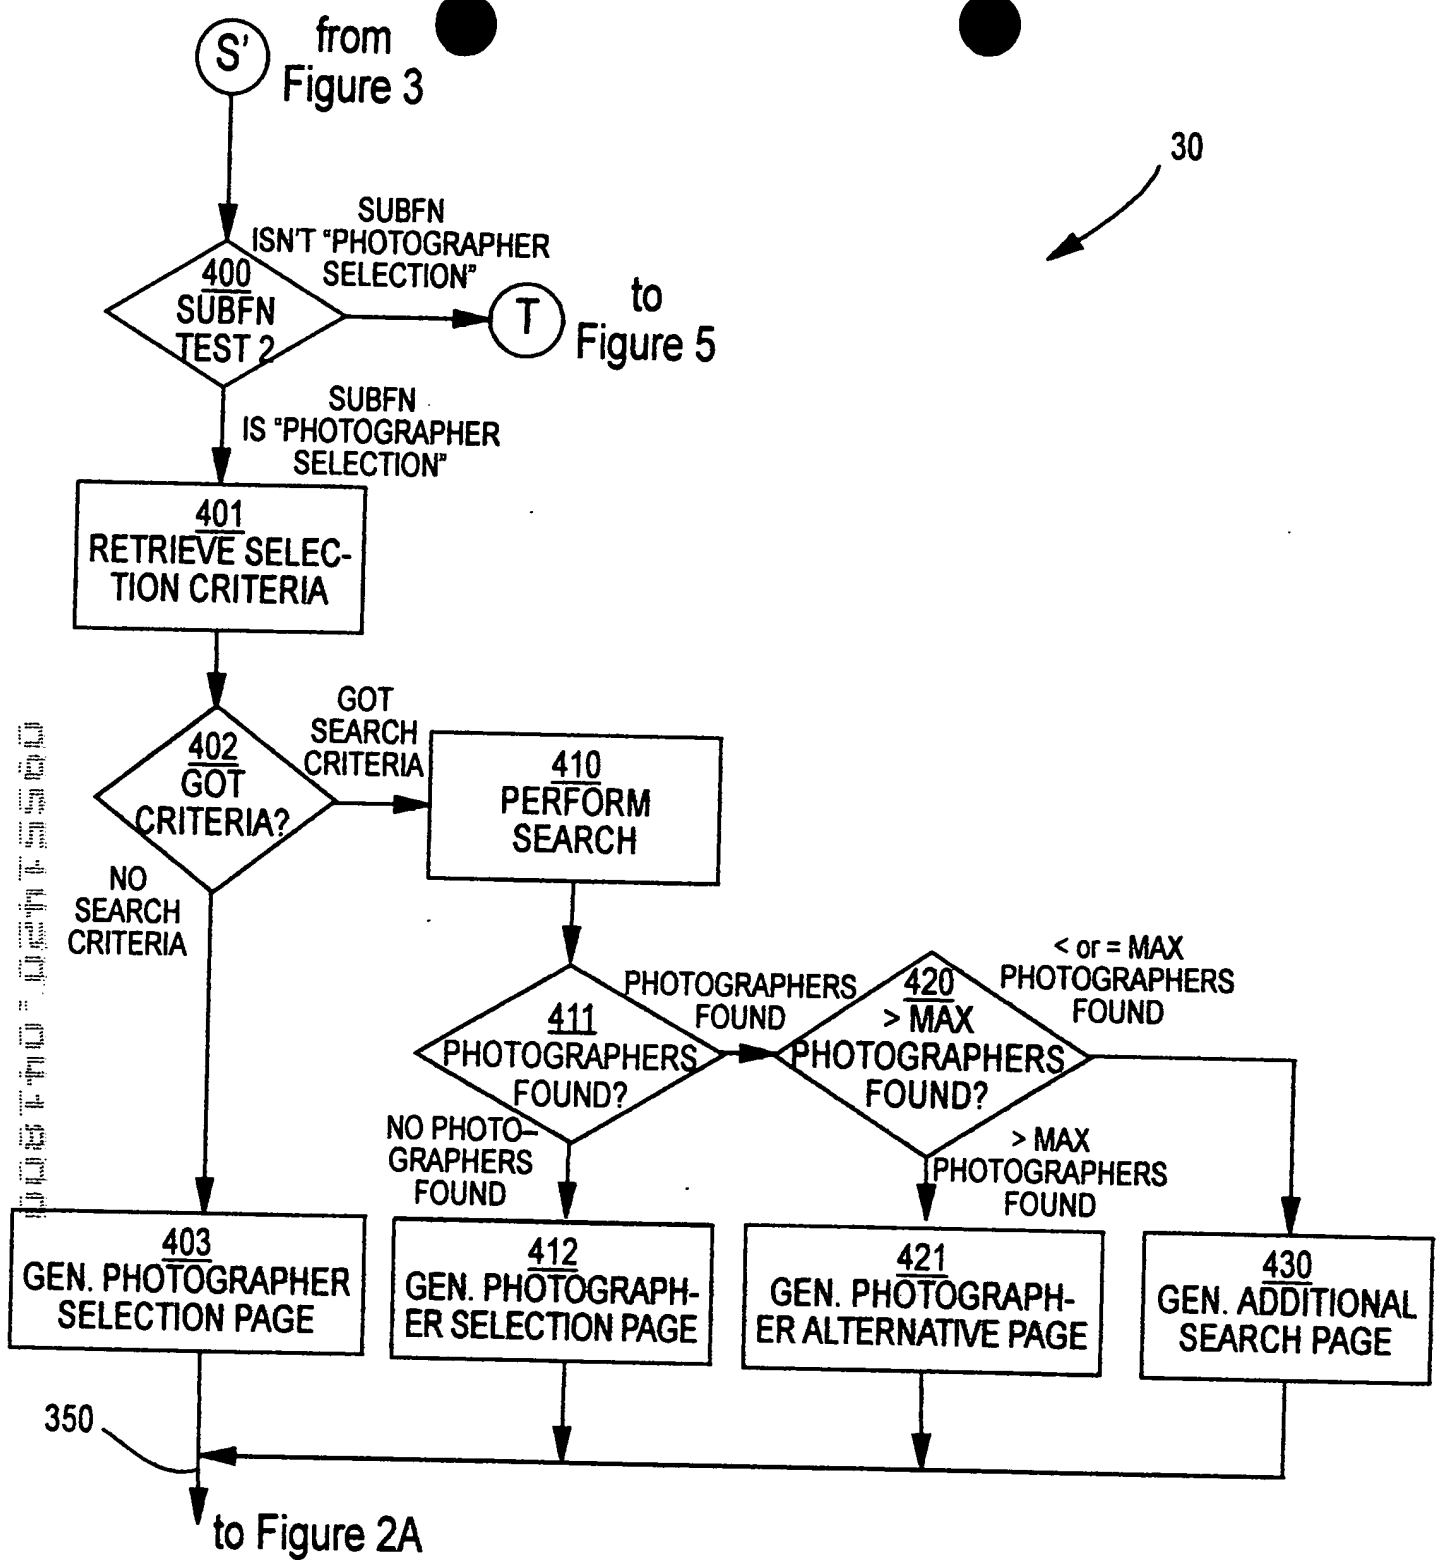 S'
from
Figure 3
30
SUBFN
ISN'T "PHOTOGRAPHER
SELECTION"
400
SUBFN
TEST 2
T
to
Figure 5
SUBFN
IS "PHOTOGRAPHER
SELECTION"
401
RETRIEVE SELEC-
TION CRITERIA
402
GOT
CRITERIA?
GOT
SEARCH
CRITERIA
410
PERFORM
SEARCH
NO
SEARCH
CRITERIA
411
PHOTOGRAPHERS
FOUND?
PHOTOGRAPHERS
FOUND
420
> MAX
PHOTOGRAPHERS
FOUND?
< or = MAX
PHOTOGRAPHERS
FOUND
NO PHOTO-
GRAPHERS
FOUND
> MAX
PHOTOGRAPHERS
FOUND
403
GEN. PHOTOGRAPHER
SELECTION PAGE
412
GEN. PHOTOGRAPH-
ER SELECTION PAGE
421
GEN. PHOTOGRAPH-
ER ALTERNATIVE PAGE
430
GEN. ADDITIONAL
SEARCH PAGE
350
to Figure 2A